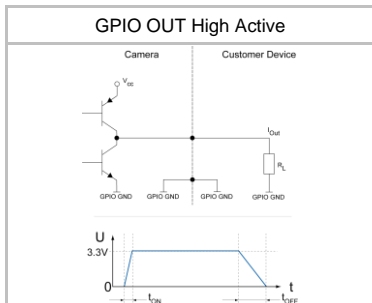 GPIO OUT High Active
Camera Customer Device
Vcc
IOut
RL
GPIO GND GPIO GND GPIO GND GPIO GND
U
3.3V
0 t
tON tOFF